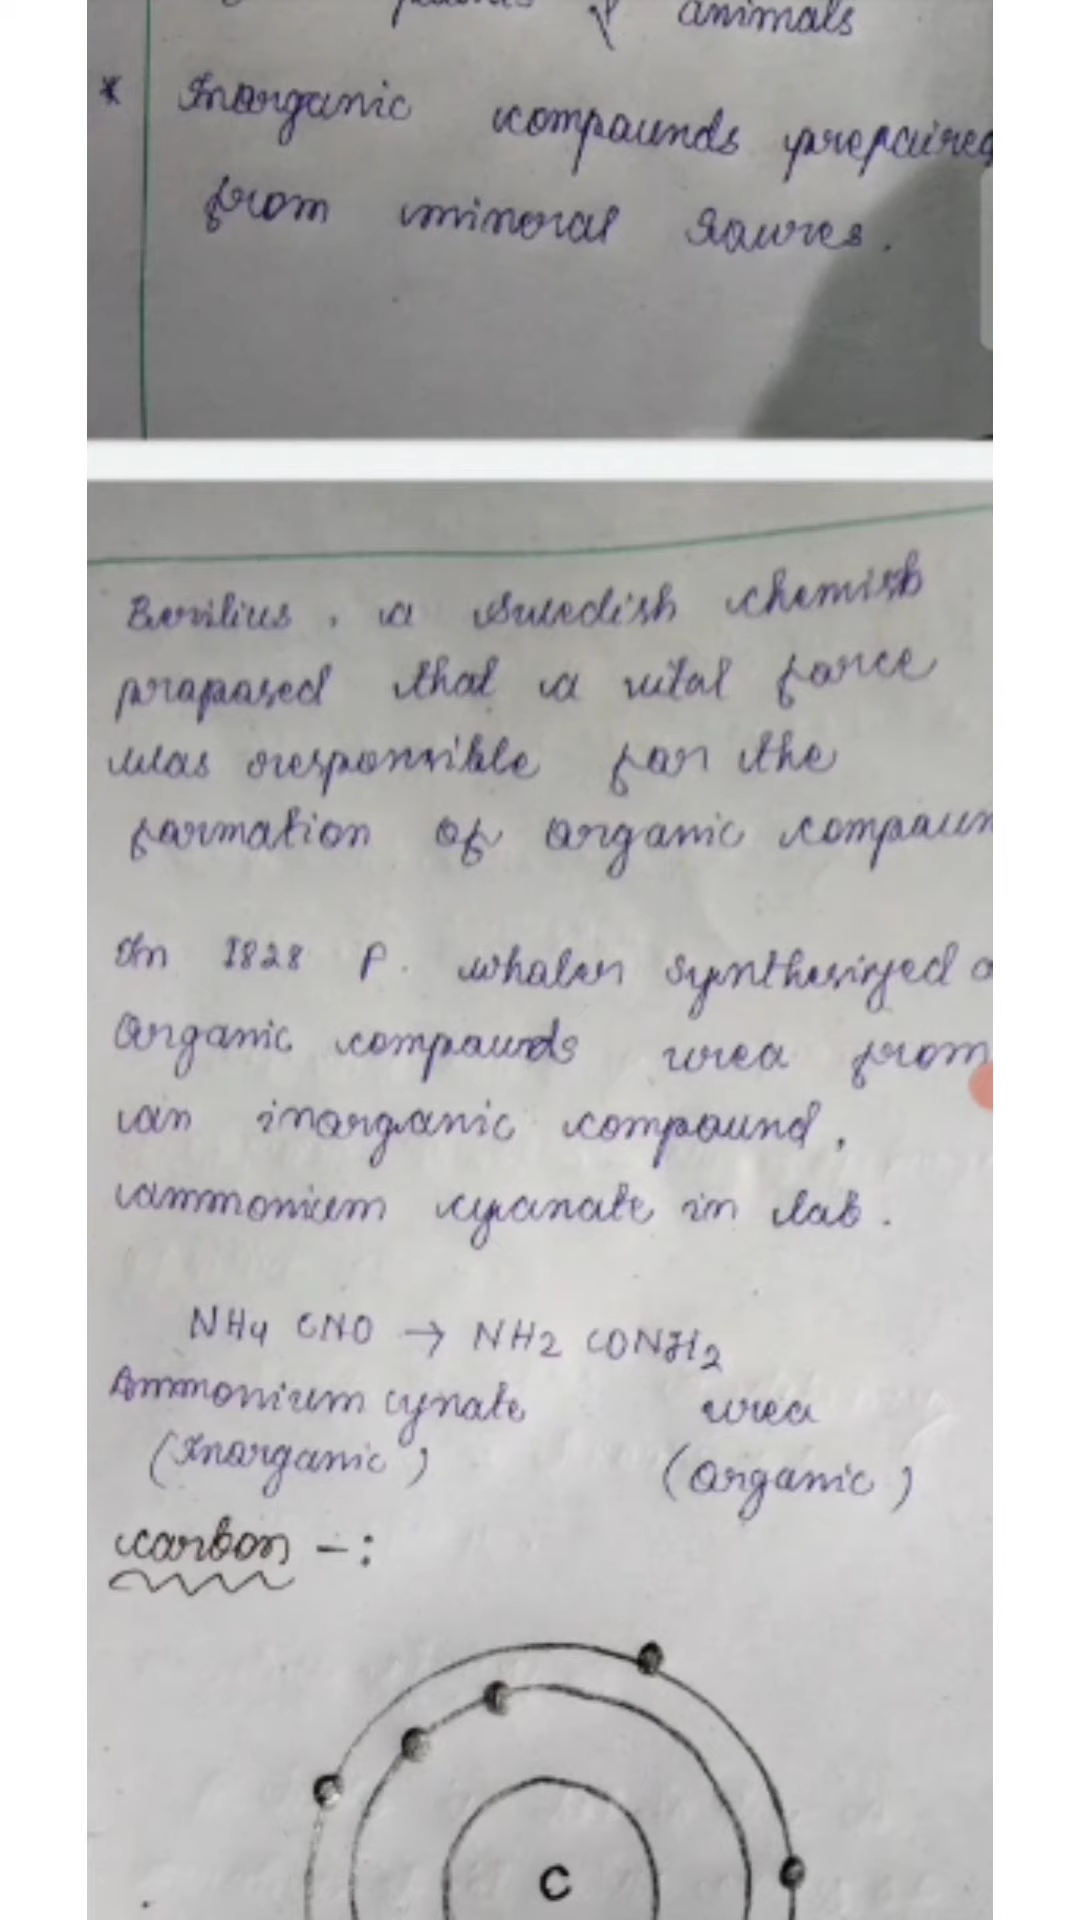 animals
* Inorganic compounds prepaired
from minoral
Berilius, a Swedish chemist
proposed that a vital force
was responsible for the
formation of organic compoun
In 1828 F. whaler synthesized a
Organic compounds urea from
an inorganic compound,
ammonium cyanate in lab.
NH4 CNO → NH2 CONH2
Ammonium cynate urea
(Inorganic) (Organic)
carbon -:
C